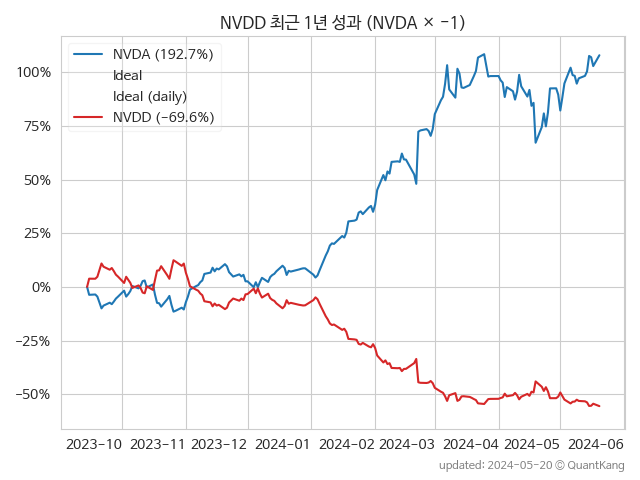 NVDD 최근 1년 성과 (NVDA × −1)
NVDA (192.7%)
Ideal
Ideal (daily)
NVDD (−69.6%)
100%
75%
50%
25%
0%
−25%
−50%
2023-10 2023-11 2023-12 2024-01 2024-02 2024-03 2024-04 2024-05 2024-06
updated: 2024-05-20 © QuantKang